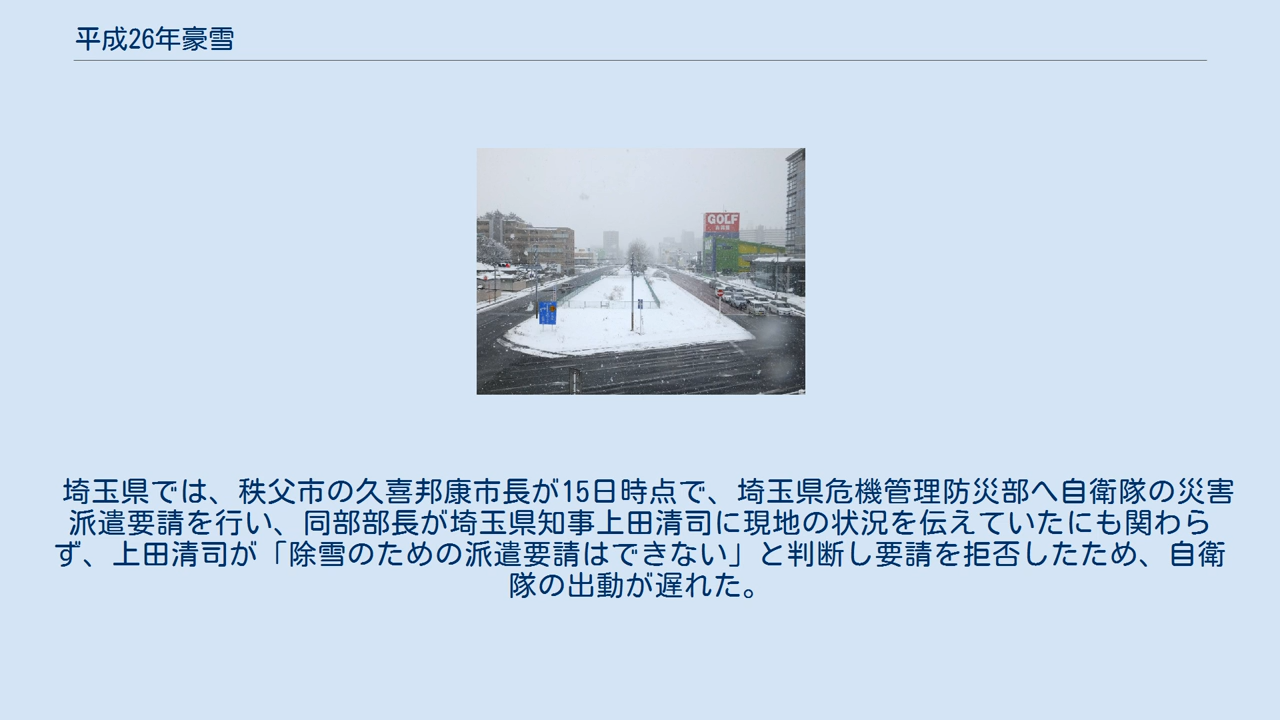 平成26年豪雪
GOLF
埼玉県では、秩父市の久喜邦康市長が15日時点で、埼玉県危機管理防災部へ自衛隊の災害
派遣要請を行い、同部部長が埼玉県知事上田清司に現地の状況を伝えていたにも関わら
ず、上田清司が「除雪のための派遣要請はできない」と判断し要請を拒否したため、自衛
隊の出動が遅れた。